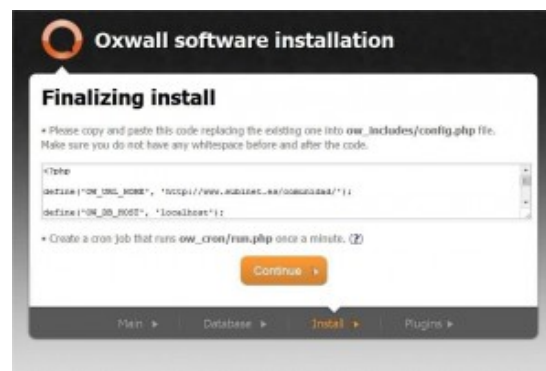 Oxwall software installation
Finalizing install
• Please copy and paste this code replacing the existing one into ow_includes/config.php file.
Make sure you do not have any whitespace before and after the code.
<?php
define('OW_URL_HOME', 'http://www.subinet.es/comunidad/');
define('OW_DB_HOST', 'localhost');
• Create a cron job that runs ow_cron/run.php once a minute. (?)
Continue
Main Database Install Plugins